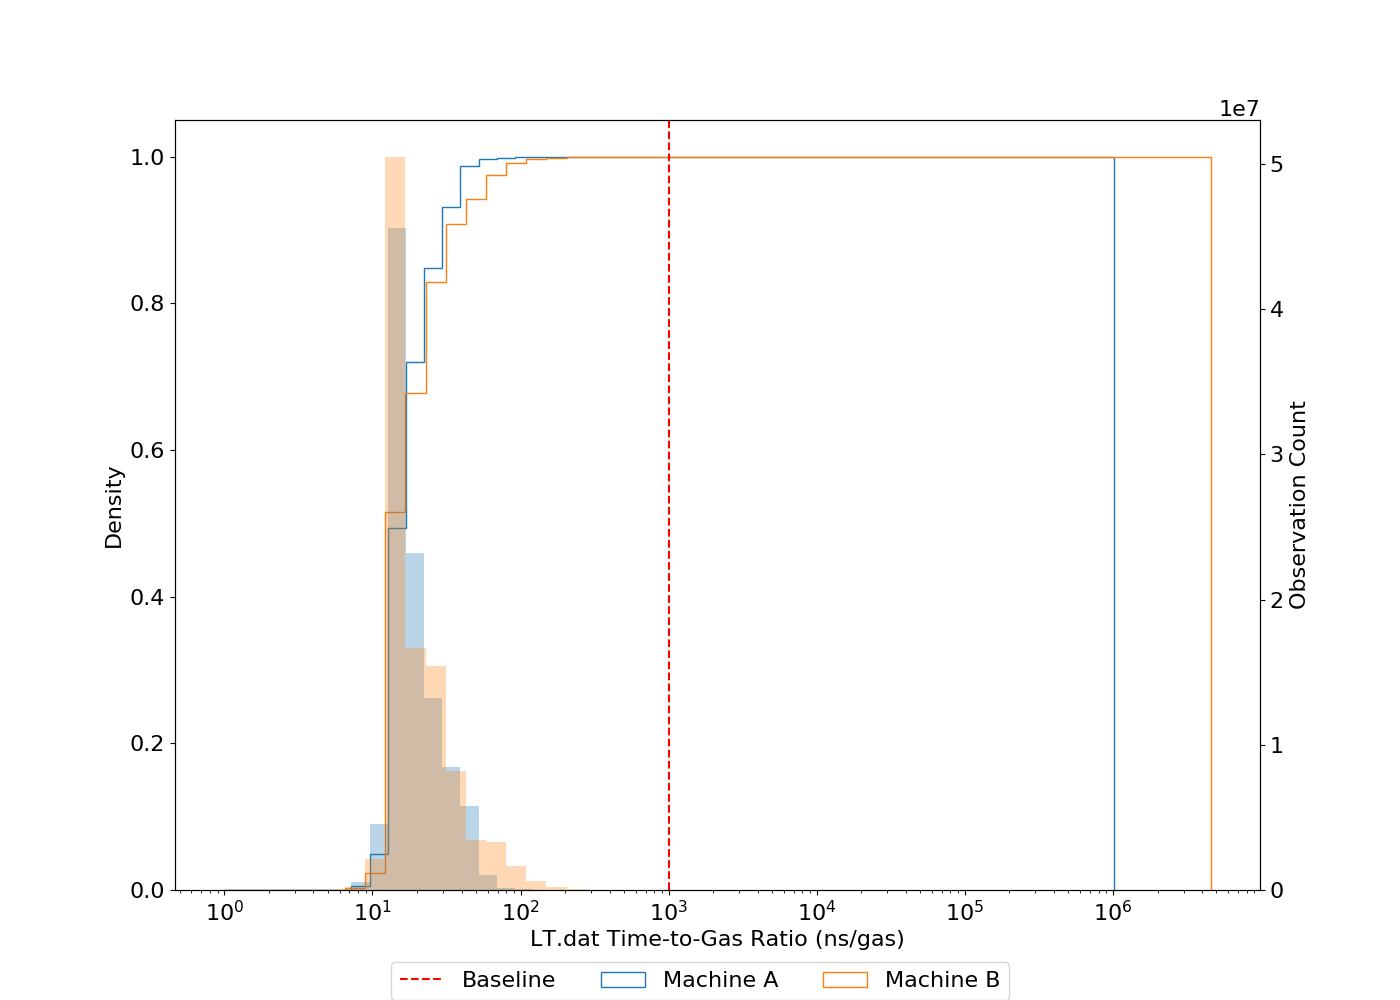 1e7
1.0
0.8
0.6
0.4
0.2
0.0
Density
5
4
3
2
1
0
Observation Count
10⁰ 10¹ 10² 10³ 10⁴ 10⁵ 10⁶
LT.dat Time-to-Gas Ratio (ns/gas)
Baseline Machine A Machine B